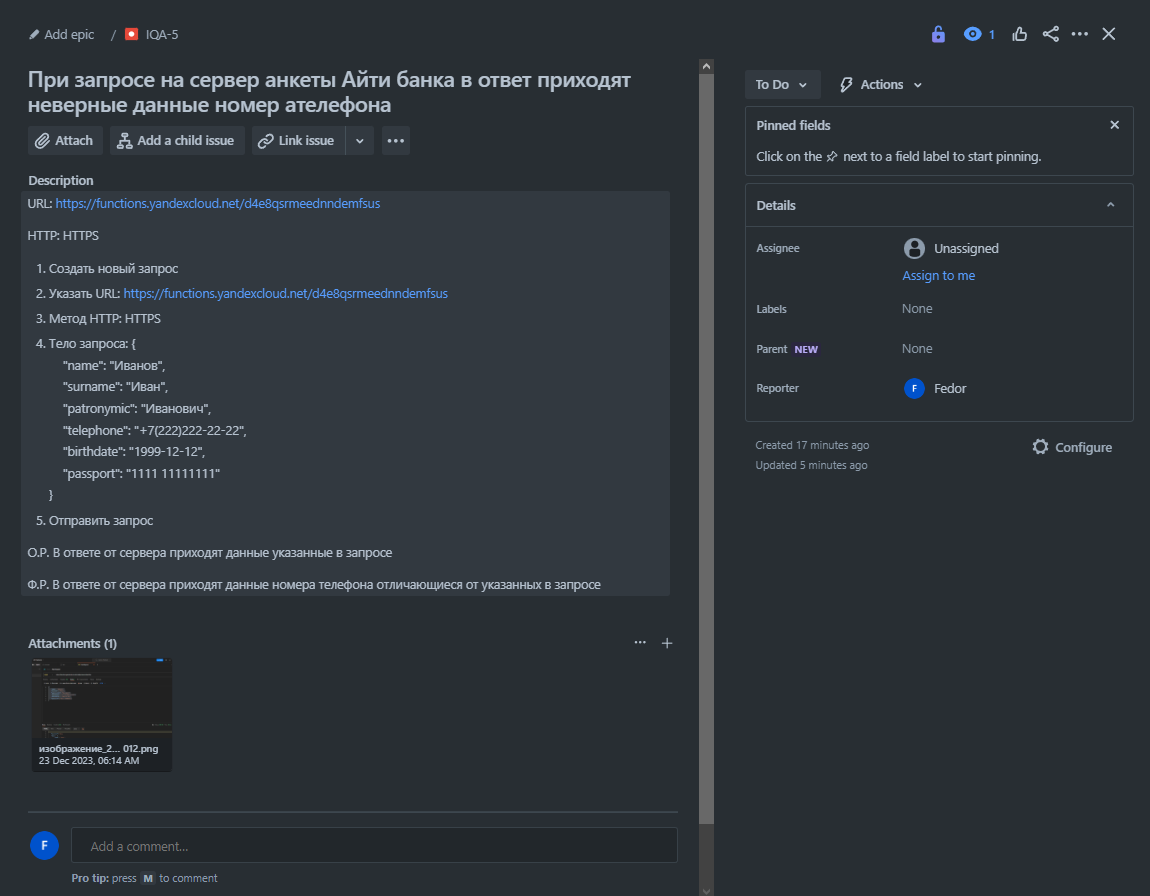 Add epic / IQA-5
1
При запросе на сервер анкеты Айти банка в ответ приходят
неверные данные номер ателефона
Attach
Add a child issue
Link issue
Description
URL: https://functions.yandexcloud.net/d4e8qsrmeednndemfsus
HTTP: HTTPS
1. Создать новый запрос
2. Указать URL: https://functions.yandexcloud.net/d4e8qsrmeednndemfsus
3. Метод HTTP: HTTPS
4. Тело запроса: {
"name": "Иванов",
"surname": "Иван",
"patronymic": "Иванович",
"telephone": "+7(222)222-22-22",
"birthdate": "1999-12-12",
"passport": "1111 11111111"
}
5. Отправить запрос
О.Р. В ответе от сервера приходят данные указанные в запросе
Ф.Р. В ответе от сервера приходят данные номера телефона отличающиеся от указанных в запросе
Attachments (1)
изображение_2... 012.png
23 Dec 2023, 06:14 AM
F
Add a comment...
Pro tip: press M to comment
To Do
Actions
Pinned fields
Click on the next to a field label to start pinning.
Details
Assignee
Unassigned
Assign to me
Labels
None
Parent NEW
None
Reporter
F Fedor
Created 17 minutes ago
Updated 5 minutes ago
Configure